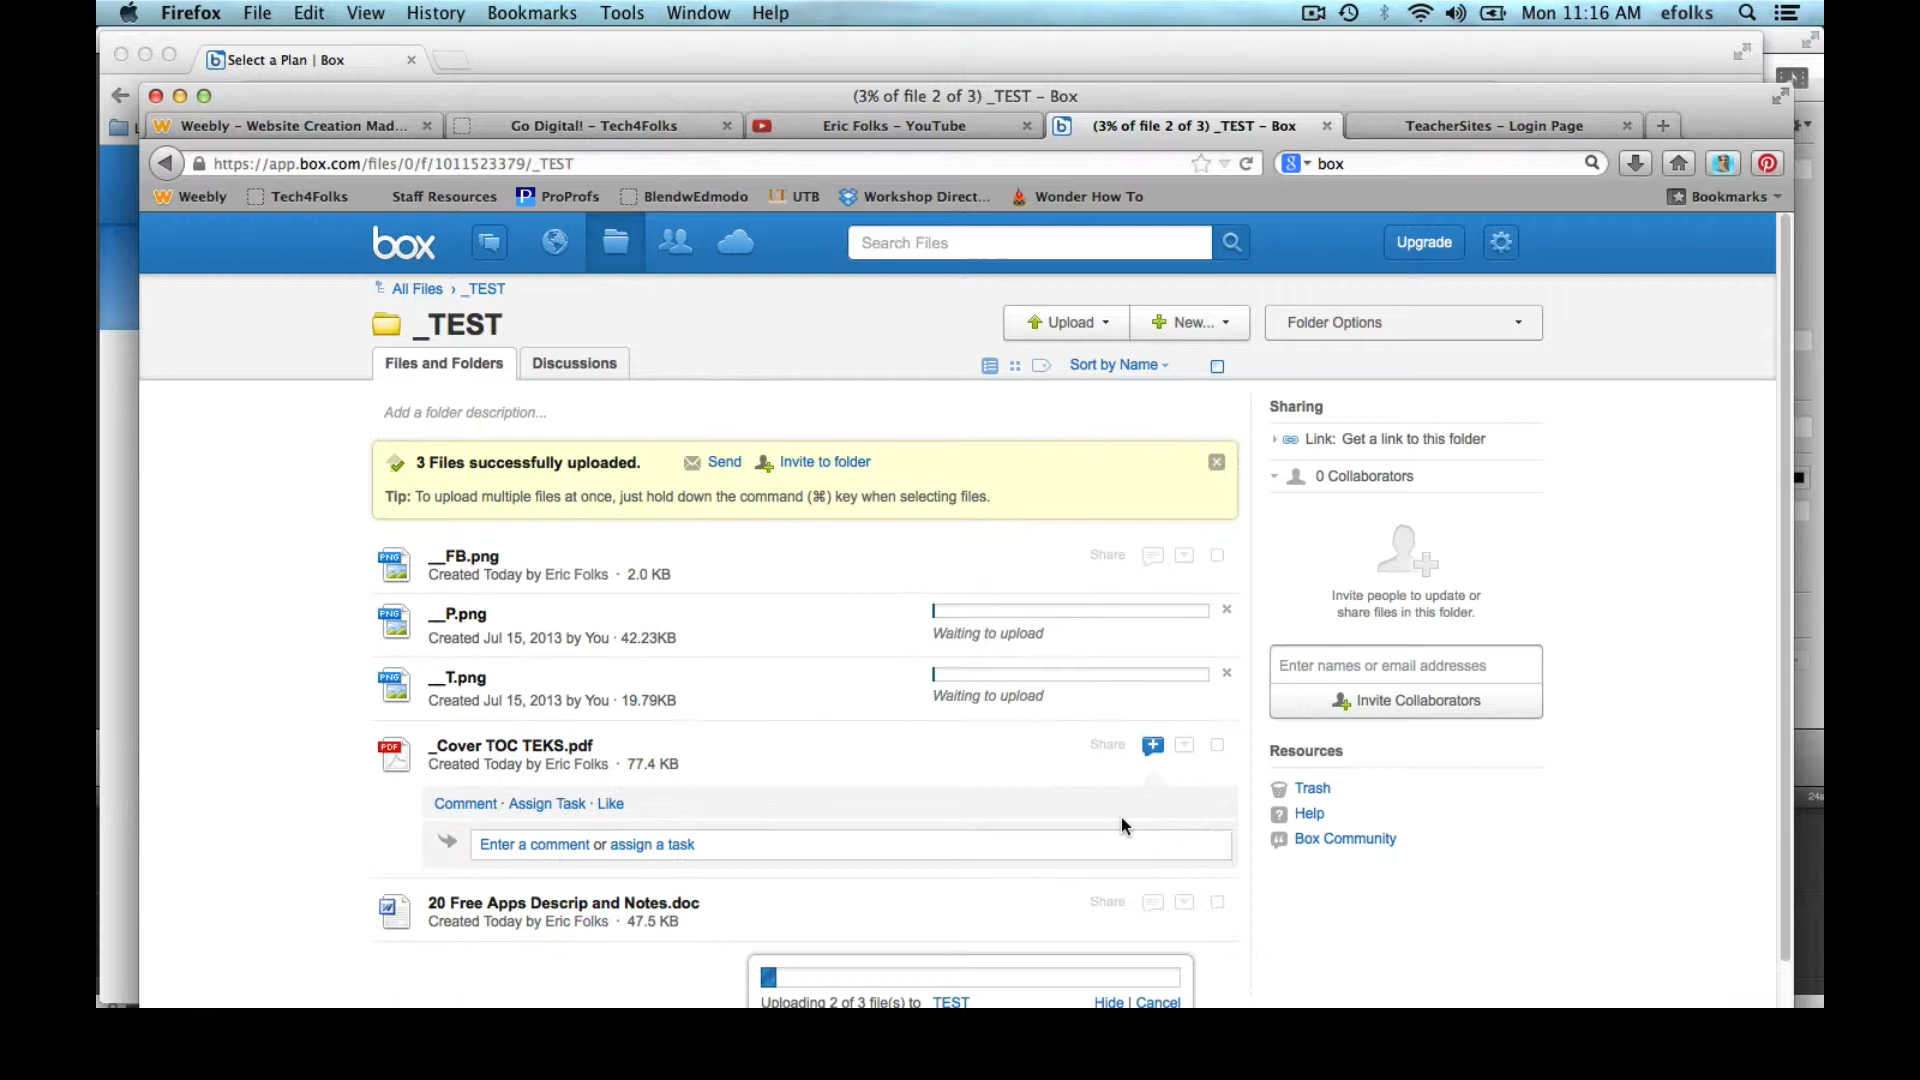 Firefox File Edit View History Bookmarks Tools Window Help Mon 11:16 AM efolks
Select a Plan | Box
(3% of file 2 of 3) _TEST – Box
Weebly – Website Creation Mad... Go Digital! – Tech4Folks Eric Folks – YouTube (3% of file 2 of 3) _TEST – Box TeacherSites – Login Page
https://app.box.com/files/0/f/1011523379/_TEST box
Weebly Tech4Folks Staff Resources ProProfs BlendwEdmodo UTB Workshop Direct... Wonder How To Bookmarks
box Search Files Upgrade
All Files › _TEST
_TEST Upload New... Folder Options
Files and Folders Discussions Sort by Name
Add a folder description...
3 Files successfully uploaded. Send Invite to folder
Tip: To upload multiple files at once, just hold down the command (⌘) key when selecting files.
__FB.png Share
Created Today by Eric Folks · 2.0 KB
__P.png
Created Jul 15, 2013 by You · 42.23KB Waiting to upload
__T.png
Created Jul 15, 2013 by You · 19.79KB Waiting to upload
_Cover TOC TEKS.pdf Share
Created Today by Eric Folks · 77.4 KB
Comment · Assign Task · Like
Enter a comment or assign a task
20 Free Apps Descrip and Notes.doc Share
Created Today by Eric Folks · 47.5 KB
Uploading 2 of 3 file(s) to _TEST Hide | Cancel
Sharing
Link: Get a link to this folder
0 Collaborators
Invite people to update or
share files in this folder.
Enter names or email addresses
Invite Collaborators
Resources
Trash
Help
Box Community